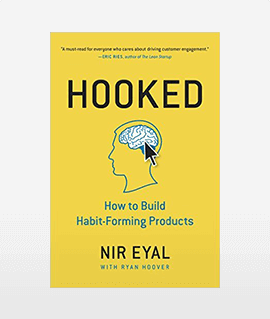 "A must-read for everyone who cares about driving customer engagement."
—ERIC RIES, author of The Lean Startup
HOOKED
How to Build
Habit-Forming Products
NIR EYAL
WITH RYAN HOOVER